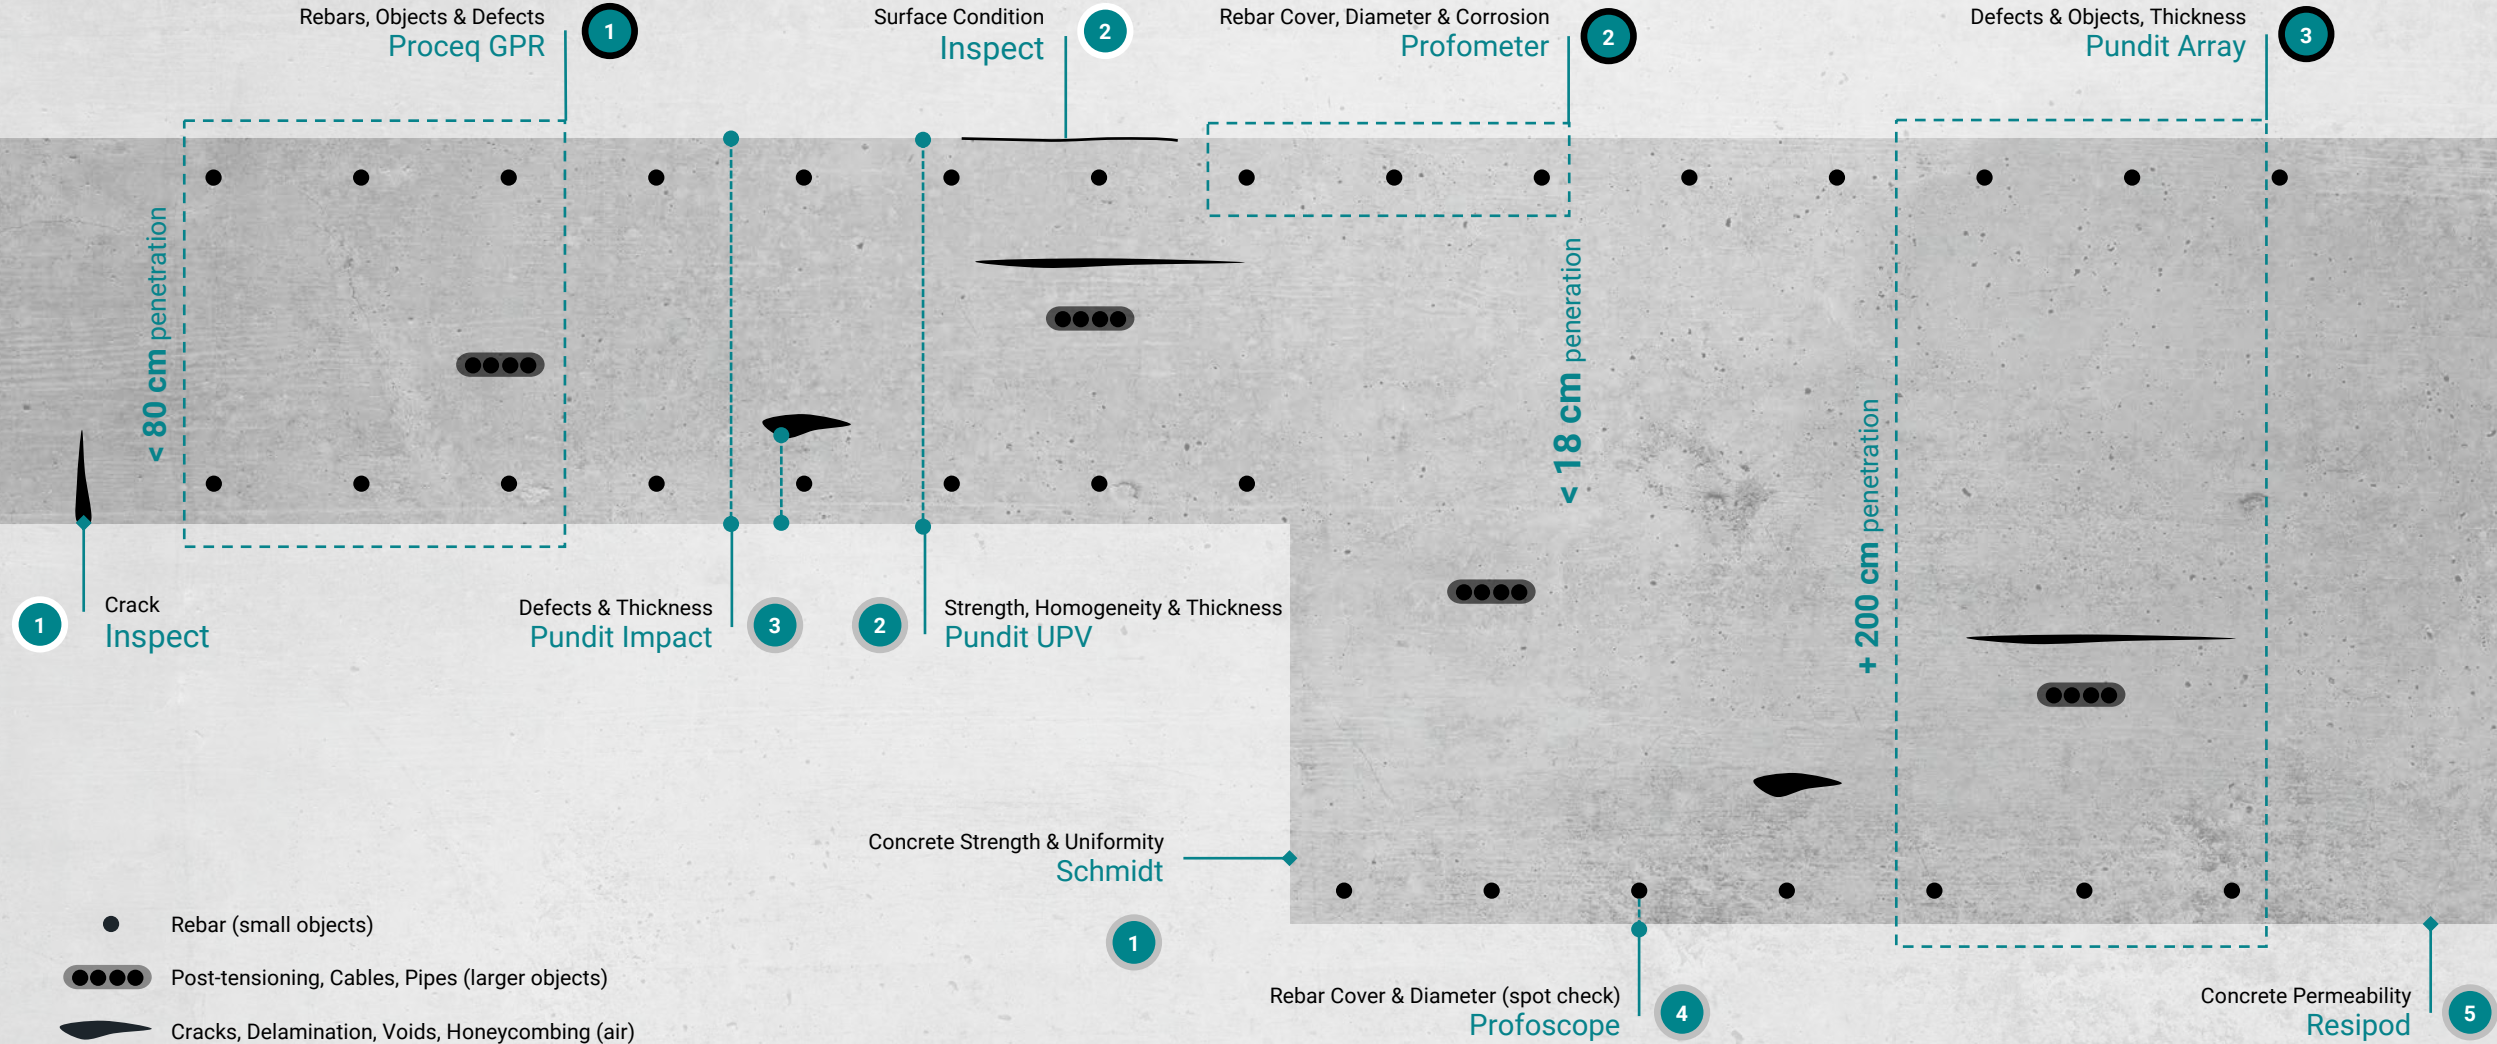 Rebars, Objects & Defects
Proceq GPR
1
Surface Condition
Inspect
2
Rebar Cover, Diameter & Corrosion
Profometer
2
Defects & Objects, Thickness
Pundit Array
3
< 80 cm penetration
< 18 cm peneration
+ 200 cm penetration
1
Crack
Inspect
Defects & Thickness
Pundit Impact
3
2
Strength, Homogeneity & Thickness
Pundit UPV
Concrete Strength & Uniformity
Schmidt
1
Rebar (small objects)
Post-tensioning, Cables, Pipes (larger objects)
Cracks, Delamination, Voids, Honeycombing (air)
Rebar Cover & Diameter (spot check)
Profoscope
4
Concrete Permeability
Resipod
5